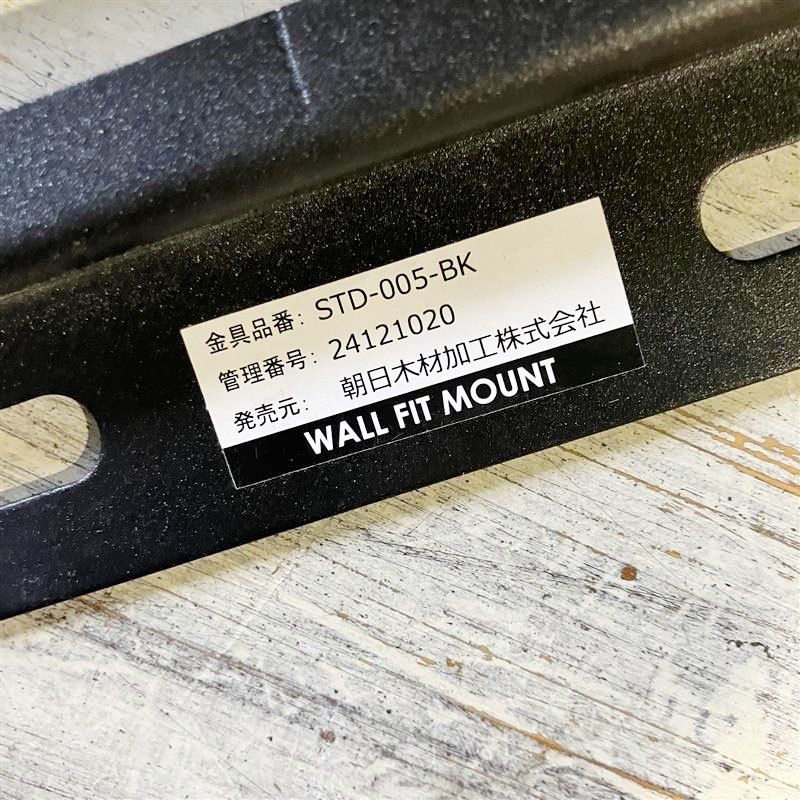 金具品番: STD-005-BK
管理番号: 24121020
発売元: 朝日木材加工株式会社
WALL FIT MOUNT